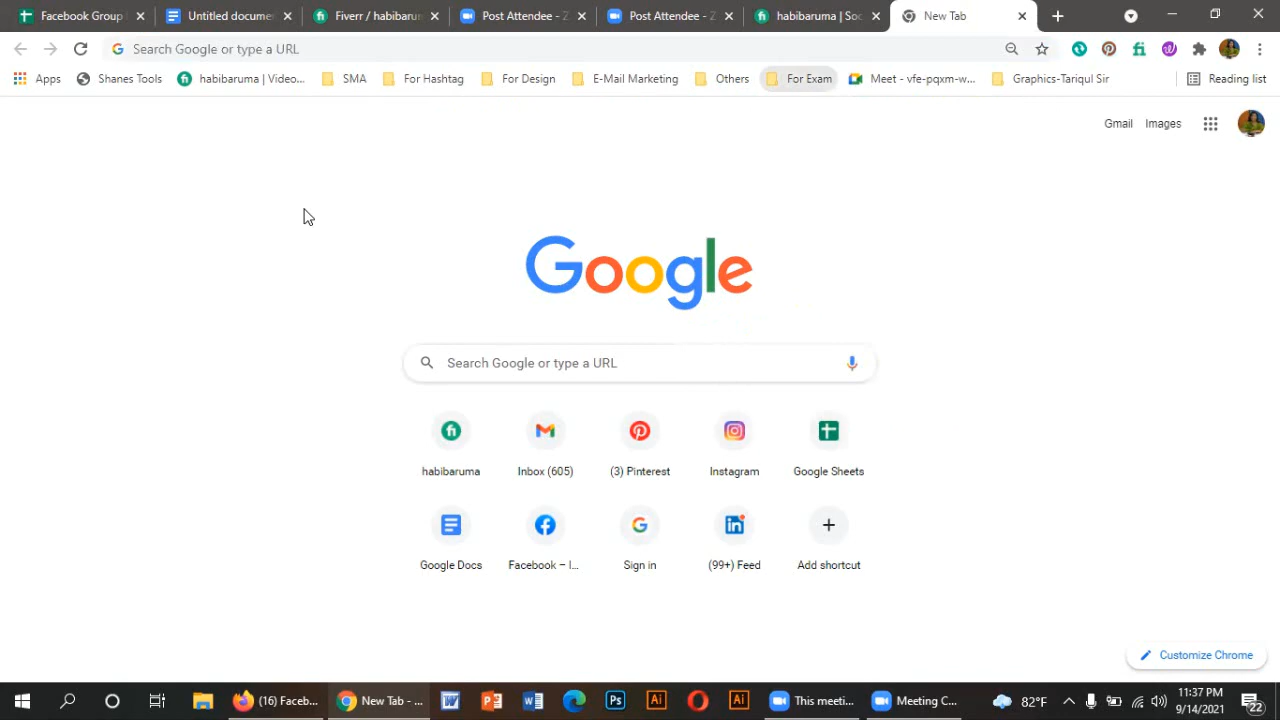 Facebook Group
Untitled docume
Fiverr / habibarum
Post Attendee - Z
Post Attendee - Z
habibaruma | Soc
New Tab
Search Google or type a URL
Apps
Shanes Tools
habibaruma | Video...
SMA
For Hashtag
For Design
E-Mail Marketing
Others
For Exam
Meet - vfe-pqxm-w...
Graphics-Tariqul Sir
Reading list
Gmail
Images
Google
Search Google or type a URL
habibaruma
Inbox (605)
(3) Pinterest
Instagram
Google Sheets
Google Docs
Facebook – l...
Sign in
(99+) Feed
Add shortcut
Customize Chrome
(16) Faceb...
New Tab - ...
This meeti...
Meeting C...
82°F
11:37 PM
9/14/2021
22